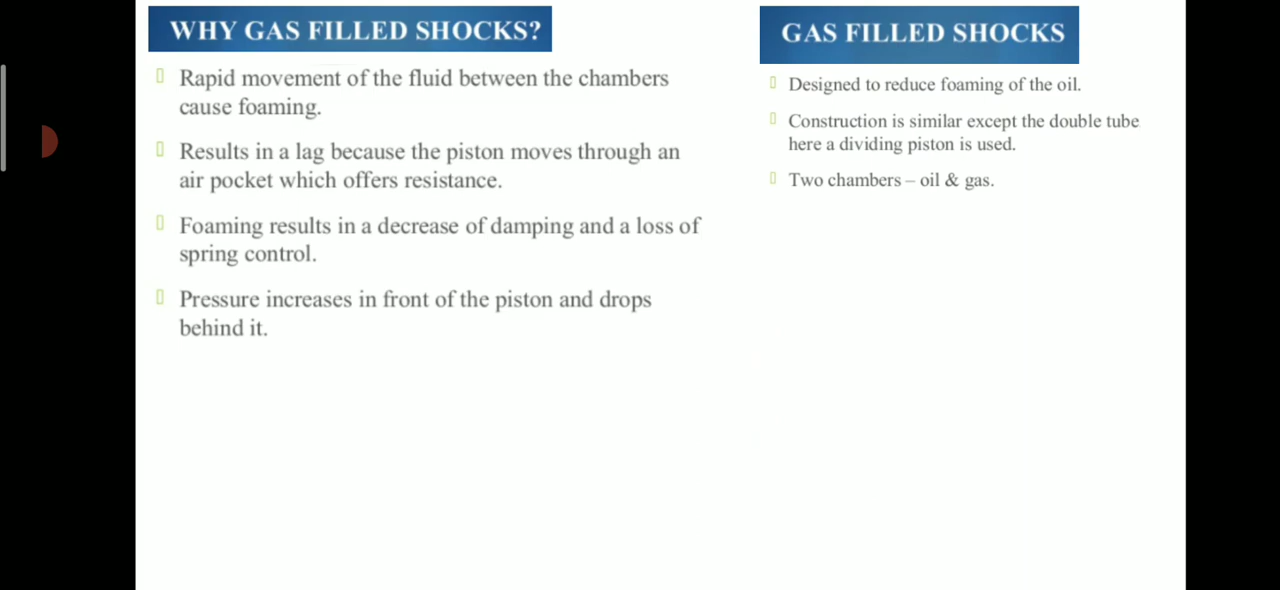 WHY GAS FILLED SHOCKS?
Rapid movement of the fluid between the chambers
cause foaming.
Results in a lag because the piston moves through an
air pocket which offers resistance.
Foaming results in a decrease of damping and a loss of
spring control.
Pressure increases in front of the piston and drops
behind it.
GAS FILLED SHOCKS
Designed to reduce foaming of the oil.
Construction is similar except the double tube
here a dividing piston is used.
Two chambers – oil & gas.